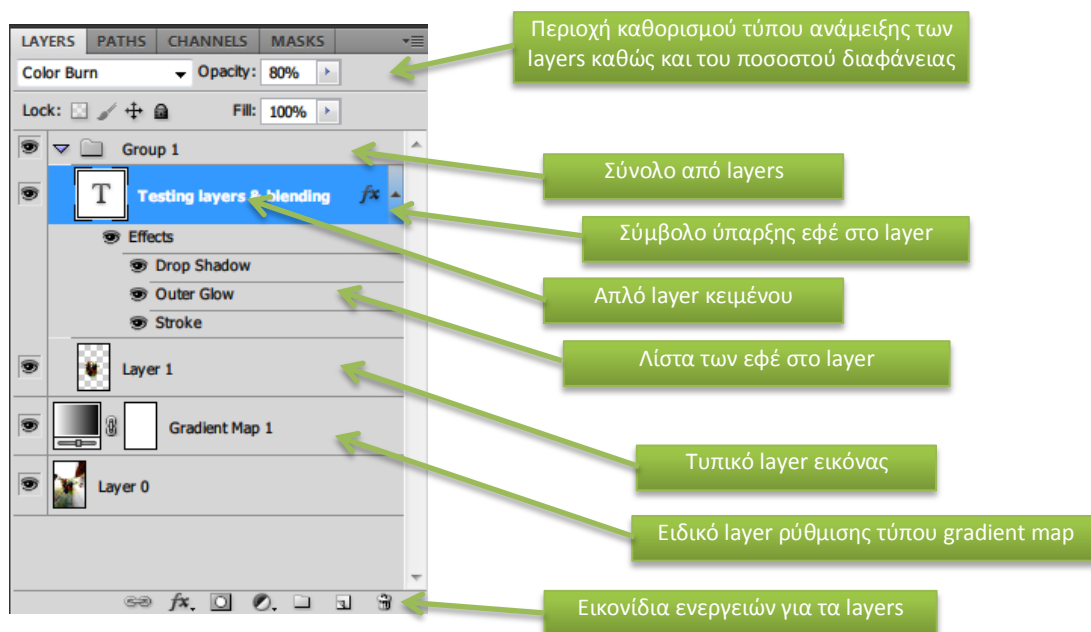 LAYERS PATHS CHANNELS MASKS
Color Burn Opacity: 80%
Lock: Fill: 100%
Group 1
T Testing layers & blending fx
Effects
Drop Shadow
Outer Glow
Stroke
Layer 1
Gradient Map 1
Layer 0
fx.
Περιοχή καθορισμού τύπου ανάμειξης των
layers καθώς και του ποσοστού διαφάνειας
Σύνολο από layers
Σύμβολο ύπαρξης εφέ στο layer
Απλό layer κειμένου
Λίστα των εφέ στο layer
Τυπικό layer εικόνας
Ειδικό layer ρύθμισης τύπου gradient map
Εικονίδια ενεργειών για τα layers